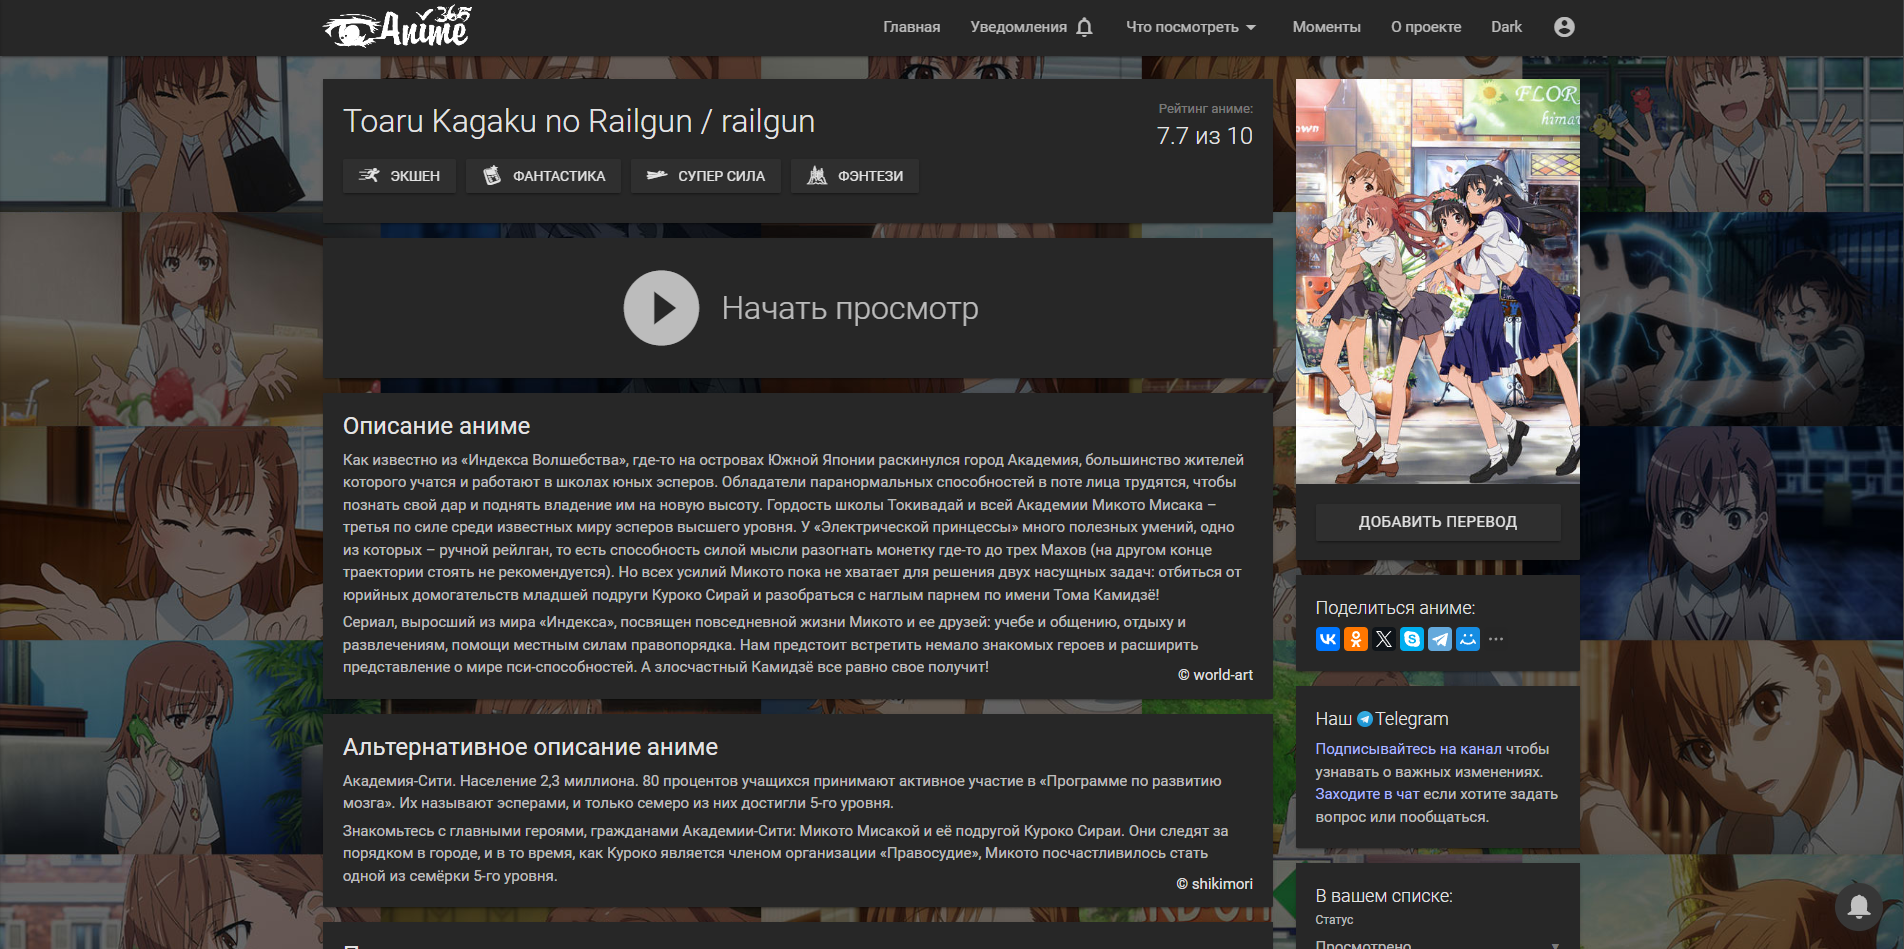 Anime 365
Главная
Уведомления
Что посмотреть
Моменты
О проекте
Dark
Toaru Kagaku no Railgun / railgun
Рейтинг аниме:
7.7 из 10
ЭКШЕН
ФАНТАСТИКА
СУПЕР СИЛА
ФЭНТЕЗИ
Начать просмотр
Описание аниме
Как известно из «Индекса Волшебства», где-то на островах Южной Японии раскинулся город Академия, большинство жителей
которого учатся и работают в школах юных эсперов. Обладатели паранормальных способностей в поте лица трудятся, чтобы
познать свой дар и поднять владение им на новую высоту. Гордость школы Токивадай и всей Академии Микото Мисака –
третья по силе среди известных миру эсперов высшего уровня. У «Электрической принцессы» много полезных умений, одно
из которых – ручной рейлган, то есть способность силой мысли разогнать монетку где-то до трех Махов (на другом конце
траектории стоять не рекомендуется). Но всех усилий Микото пока не хватает для решения двух насущных задач: отбиться от
юрийных домогательств младшей подруги Куроко Сирай и разобраться с наглым парнем по имени Тома Камидзё!
Сериал, выросший из мира «Индекса», посвящен повседневной жизни Микото и ее друзей: учебе и общению, отдыху и
развлечениям, помощи местным силам правопорядка. Нам предстоит встретить немало знакомых героев и расширить
представление о мире пси-способностей. А злосчастный Камидзё все равно свое получит!
© world-art
Альтернативное описание аниме
Академия-Сити. Население 2,3 миллиона. 80 процентов учащихся принимают активное участие в «Программе по развитию
мозга». Их называют эсперами, и только семеро из них достигли 5-го уровня.
Знакомьтесь с главными героями, гражданами Академии-Сити: Микото Мисакой и её подругой Куроко Сираи. Они следят за
порядком в городе, и в то время, как Куроко является членом организации «Правосудие», Микото посчастливилось стать
одной из семёрки 5-го уровня.
© shikimori
FLOR
hima
own
ДОБАВИТЬ ПЕРЕВОД
Поделиться аниме:
Наш Telegram
Подписывайтесь на канал чтобы
узнавать о важных изменениях.
Заходите в чат если хотите задать
вопрос или пообщаться.
В вашем списке:
Статус
Просмотрено